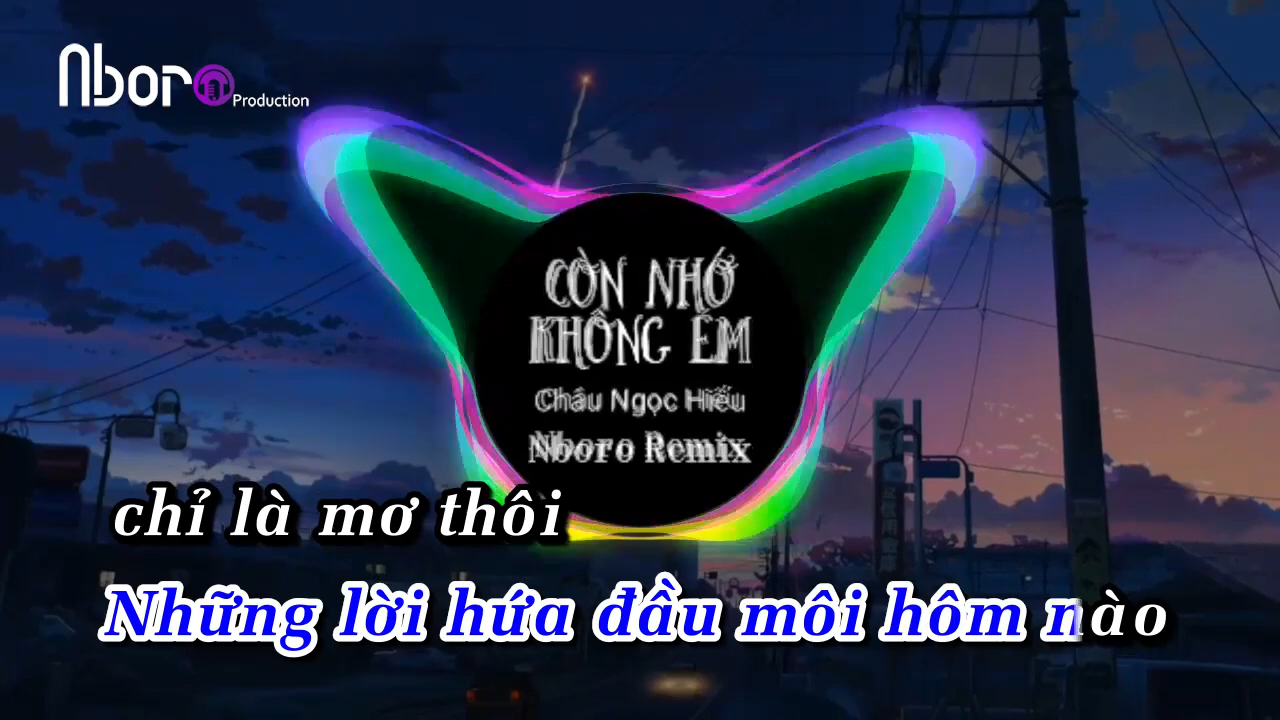 Nboro
Production
CÒN NHỚ
KHÔNG EM
Châu Ngọc Hiếu
Nboro Remix
chỉ là mơ thôi
Những lời hứa đầu môi hôm nào